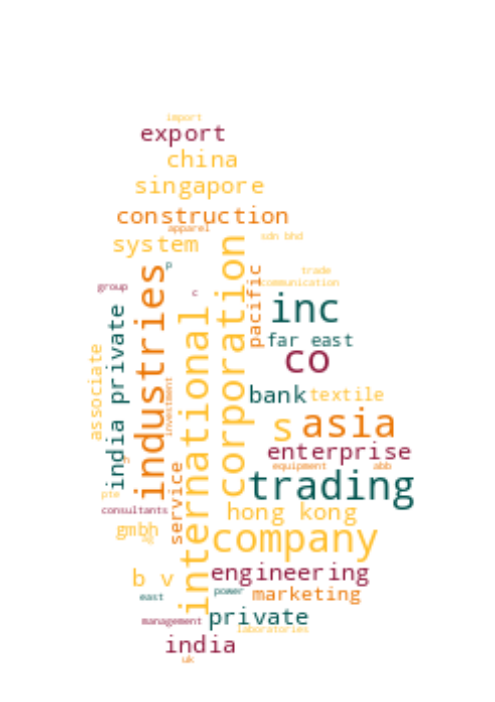 import
export
china
singapore
construction
apparel
system
sdn bhd
p
trade
communication
group
c
pacific
inc
corporation
industries
international
india private
far east
co
associate
bank
textile
investment
s
asia
enterprise
equipment
abb
service
trading
pte
consultants
hong kong
gmbh
company
b v
engineering
east
power
marketing
private
management
laboratories
india
uk